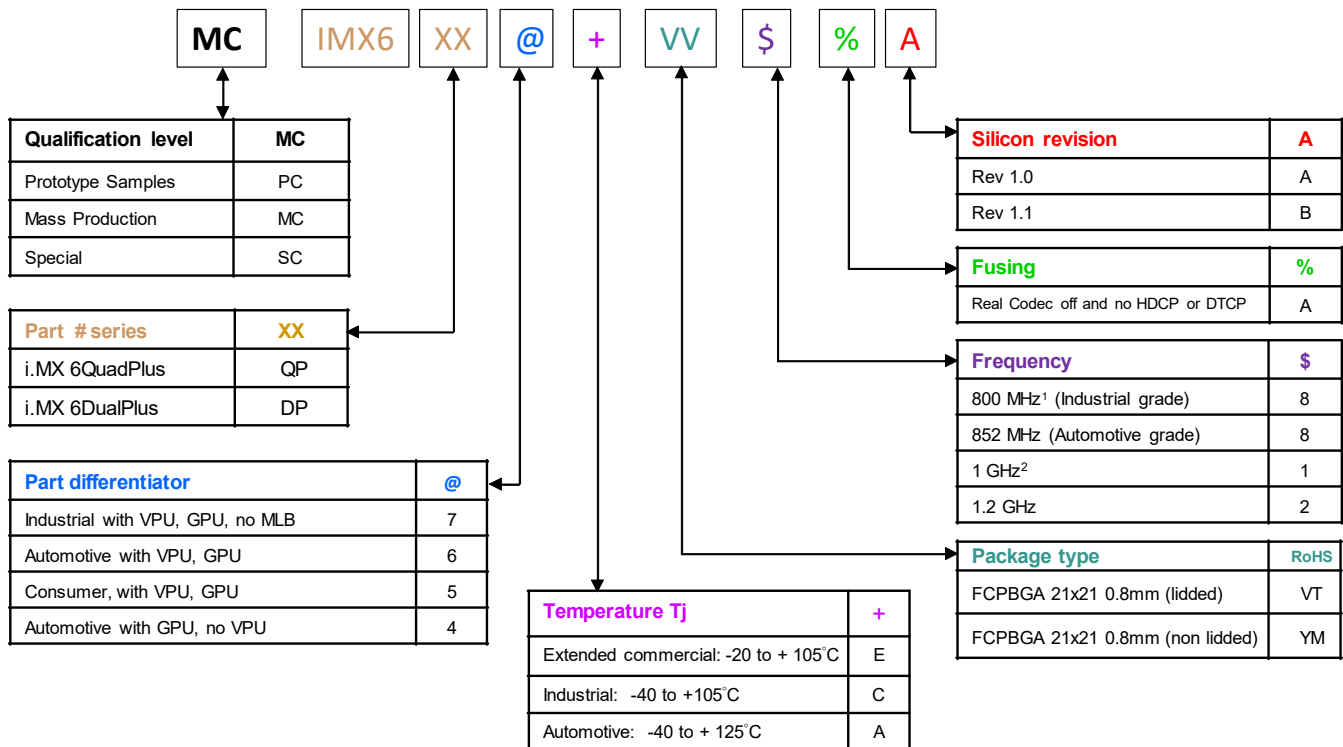 MC IMX6 XX @ + VV $ % A
Qualification level MC
Prototype Samples PC
Mass Production MC
Special SC
Part # series XX
i.MX 6QuadPlus QP
i.MX 6DualPlus DP
Part differentiator @
Industrial with VPU, GPU, no MLB 7
Automotive with VPU, GPU 6
Consumer, with VPU, GPU 5
Automotive with GPU, no VPU 4
Temperature Tj +
Extended commercial: -20 to + 105°C E
Industrial: -40 to +105°C C
Automotive: -40 to + 125°C A
Silicon revision A
Rev 1.0 A
Rev 1.1 B
Fusing %
Real Codec off and no HDCP or DTCP A
Frequency $
800 MHz¹ (Industrial grade) 8
852 MHz (Automotive grade) 8
1 GHz² 1
1.2 GHz 2
Package type RoHS
FCPBGA 21x21 0.8mm (lidded) VT
FCPBGA 21x21 0.8mm (non lidded) YM